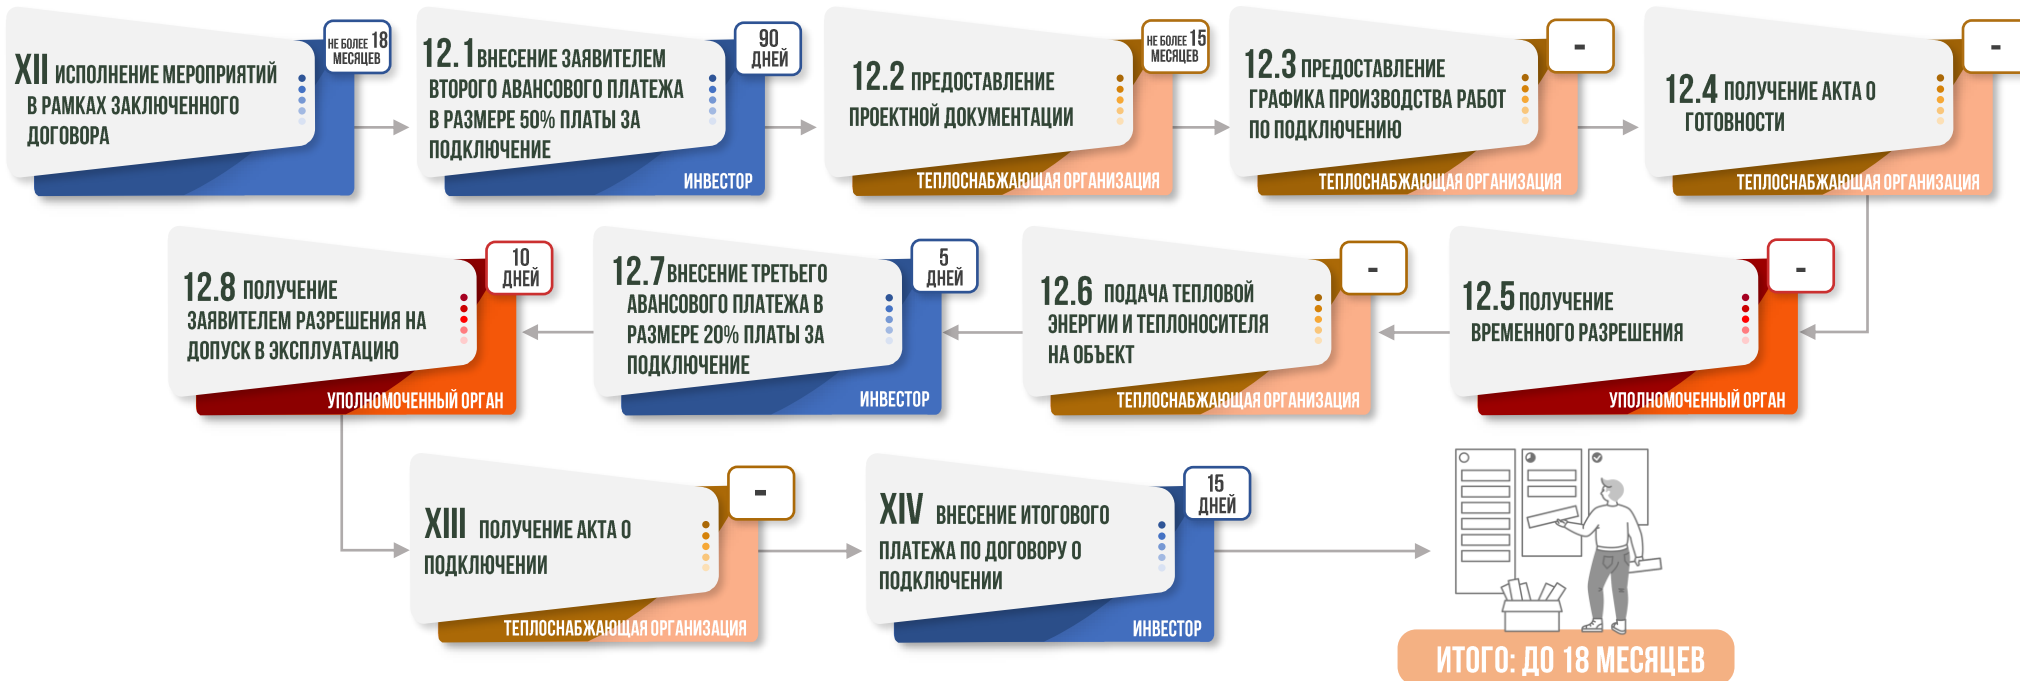 XII ИСПОЛНЕНИЕ МЕРОПРИЯТИЙ
В РАМКАХ ЗАКЛЮЧЕННОГО
ДОГОВОРА
НЕ БОЛЕЕ 18
МЕСЯЦЕВ
12.1 ВНЕСЕНИЕ ЗАЯВИТЕЛЕМ
ВТОРОГО АВАНСОВОГО ПЛАТЕЖА
В РАЗМЕРЕ 50% ПЛАТЫ ЗА
ПОДКЛЮЧЕНИЕ
90
ДНЕЙ
ИНВЕСТОР
12.2 ПРЕДОСТАВЛЕНИЕ
ПРОЕКТНОЙ ДОКУМЕНТАЦИИ
НЕ БОЛЕЕ 15
МЕСЯЦЕВ
ТЕПЛОСНАБЖАЮЩАЯ ОРГАНИЗАЦИЯ
12.3 ПРЕДОСТАВЛЕНИЕ
ГРАФИКА ПРОИЗВОДСТВА РАБОТ
ПО ПОДКЛЮЧЕНИЮ
-
ТЕПЛОСНАБЖАЮЩАЯ ОРГАНИЗАЦИЯ
12.4 ПОЛУЧЕНИЕ АКТА О
ГОТОВНОСТИ
-
ТЕПЛОСНАБЖАЮЩАЯ ОРГАНИЗАЦИЯ
12.5 ПОЛУЧЕНИЕ
ВРЕМЕННОГО РАЗРЕШЕНИЯ
-
УПОЛНОМОЧЕННЫЙ ОРГАН
12.6 ПОДАЧА ТЕПЛОВОЙ
ЭНЕРГИИ И ТЕПЛОНОСИТЕЛЯ
НА ОБЪЕКТ
-
ТЕПЛОСНАБЖАЮЩАЯ ОРГАНИЗАЦИЯ
12.7 ВНЕСЕНИЕ ТРЕТЬЕГО
АВАНСОВОГО ПЛАТЕЖА В
РАЗМЕРЕ 20% ПЛАТЫ ЗА
ПОДКЛЮЧЕНИЕ
5
ДНЕЙ
ИНВЕСТОР
12.8 ПОЛУЧЕНИЕ
ЗАЯВИТЕЛЕМ РАЗРЕШЕНИЯ НА
ДОПУСК В ЭКСПЛУАТАЦИЮ
10
ДНЕЙ
УПОЛНОМОЧЕННЫЙ ОРГАН
XIII ПОЛУЧЕНИЕ АКТА О
ПОДКЛЮЧЕНИИ
-
ТЕПЛОСНАБЖАЮЩАЯ ОРГАНИЗАЦИЯ
XIV ВНЕСЕНИЕ ИТОГОВОГО
ПЛАТЕЖА ПО ДОГОВОРУ О
ПОДКЛЮЧЕНИИ
15
ДНЕЙ
ИНВЕСТОР
ИТОГО: ДО 18 МЕСЯЦЕВ